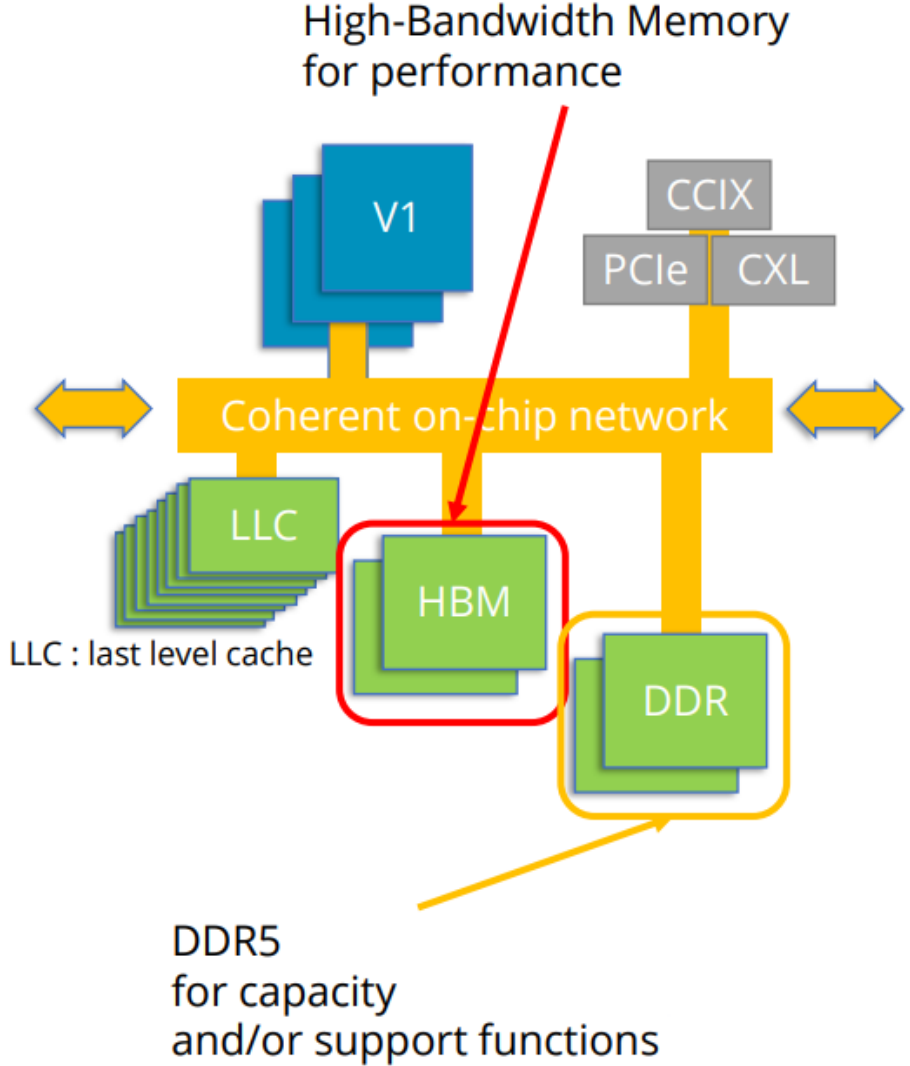 High-Bandwidth Memory
for performance
V1
CCIX
PCIe
CXL
Coherent on-chip network
LLC
HBM
LLC : last level cache
DDR
DDR5
for capacity
and/or support functions